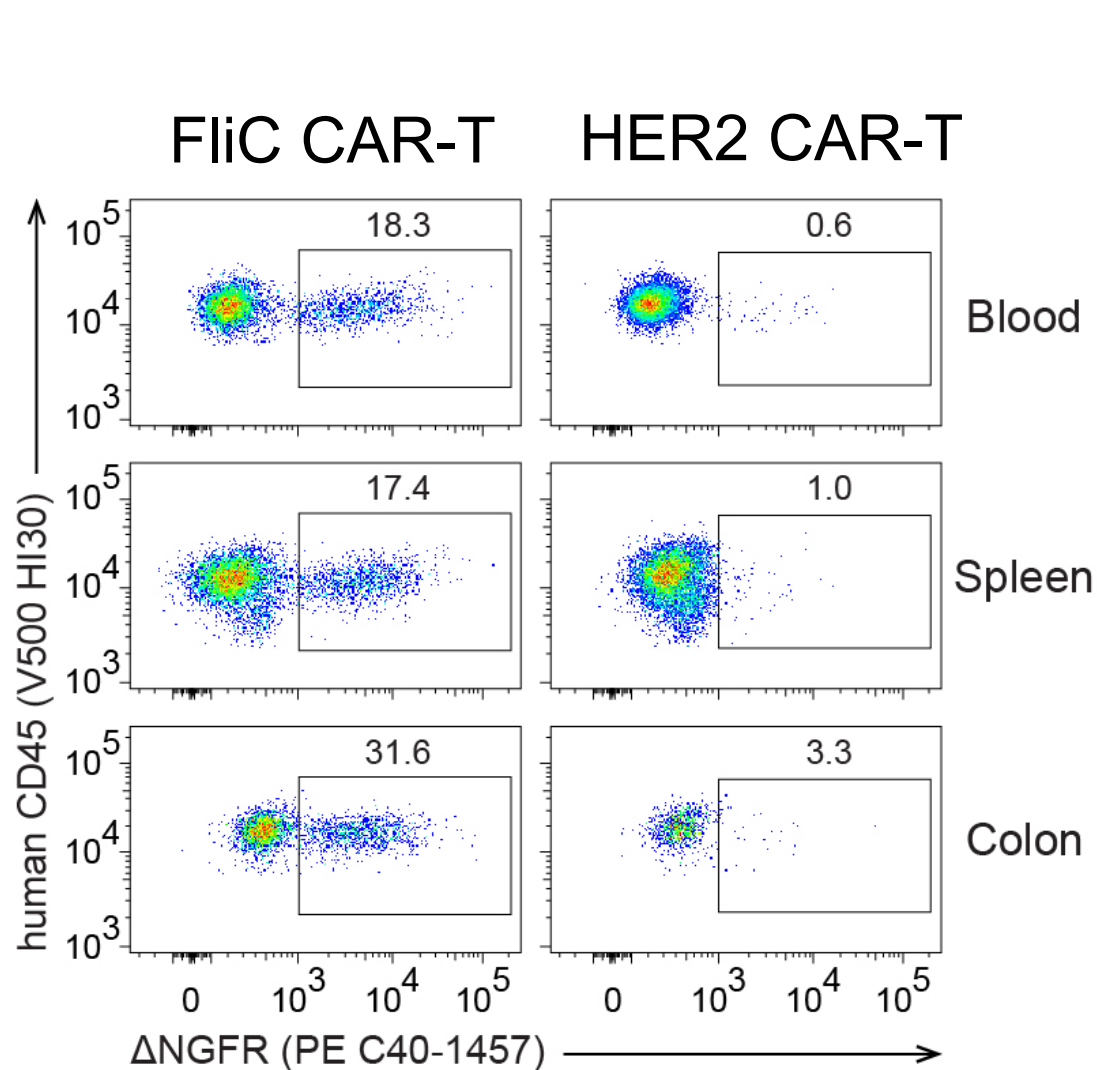 FliC CAR-T HER2 CAR-T
10^5 18.3 0.6
10^4 Blood
10^3
10^5 17.4 1.0
10^4 Spleen
10^3
10^5 31.6 3.3
10^4 Colon
10^3
0 10^3 10^4 10^5 0 10^3 10^4 10^5
human CD45 (V500 HI30)
ΔNGFR (PE C40-1457)